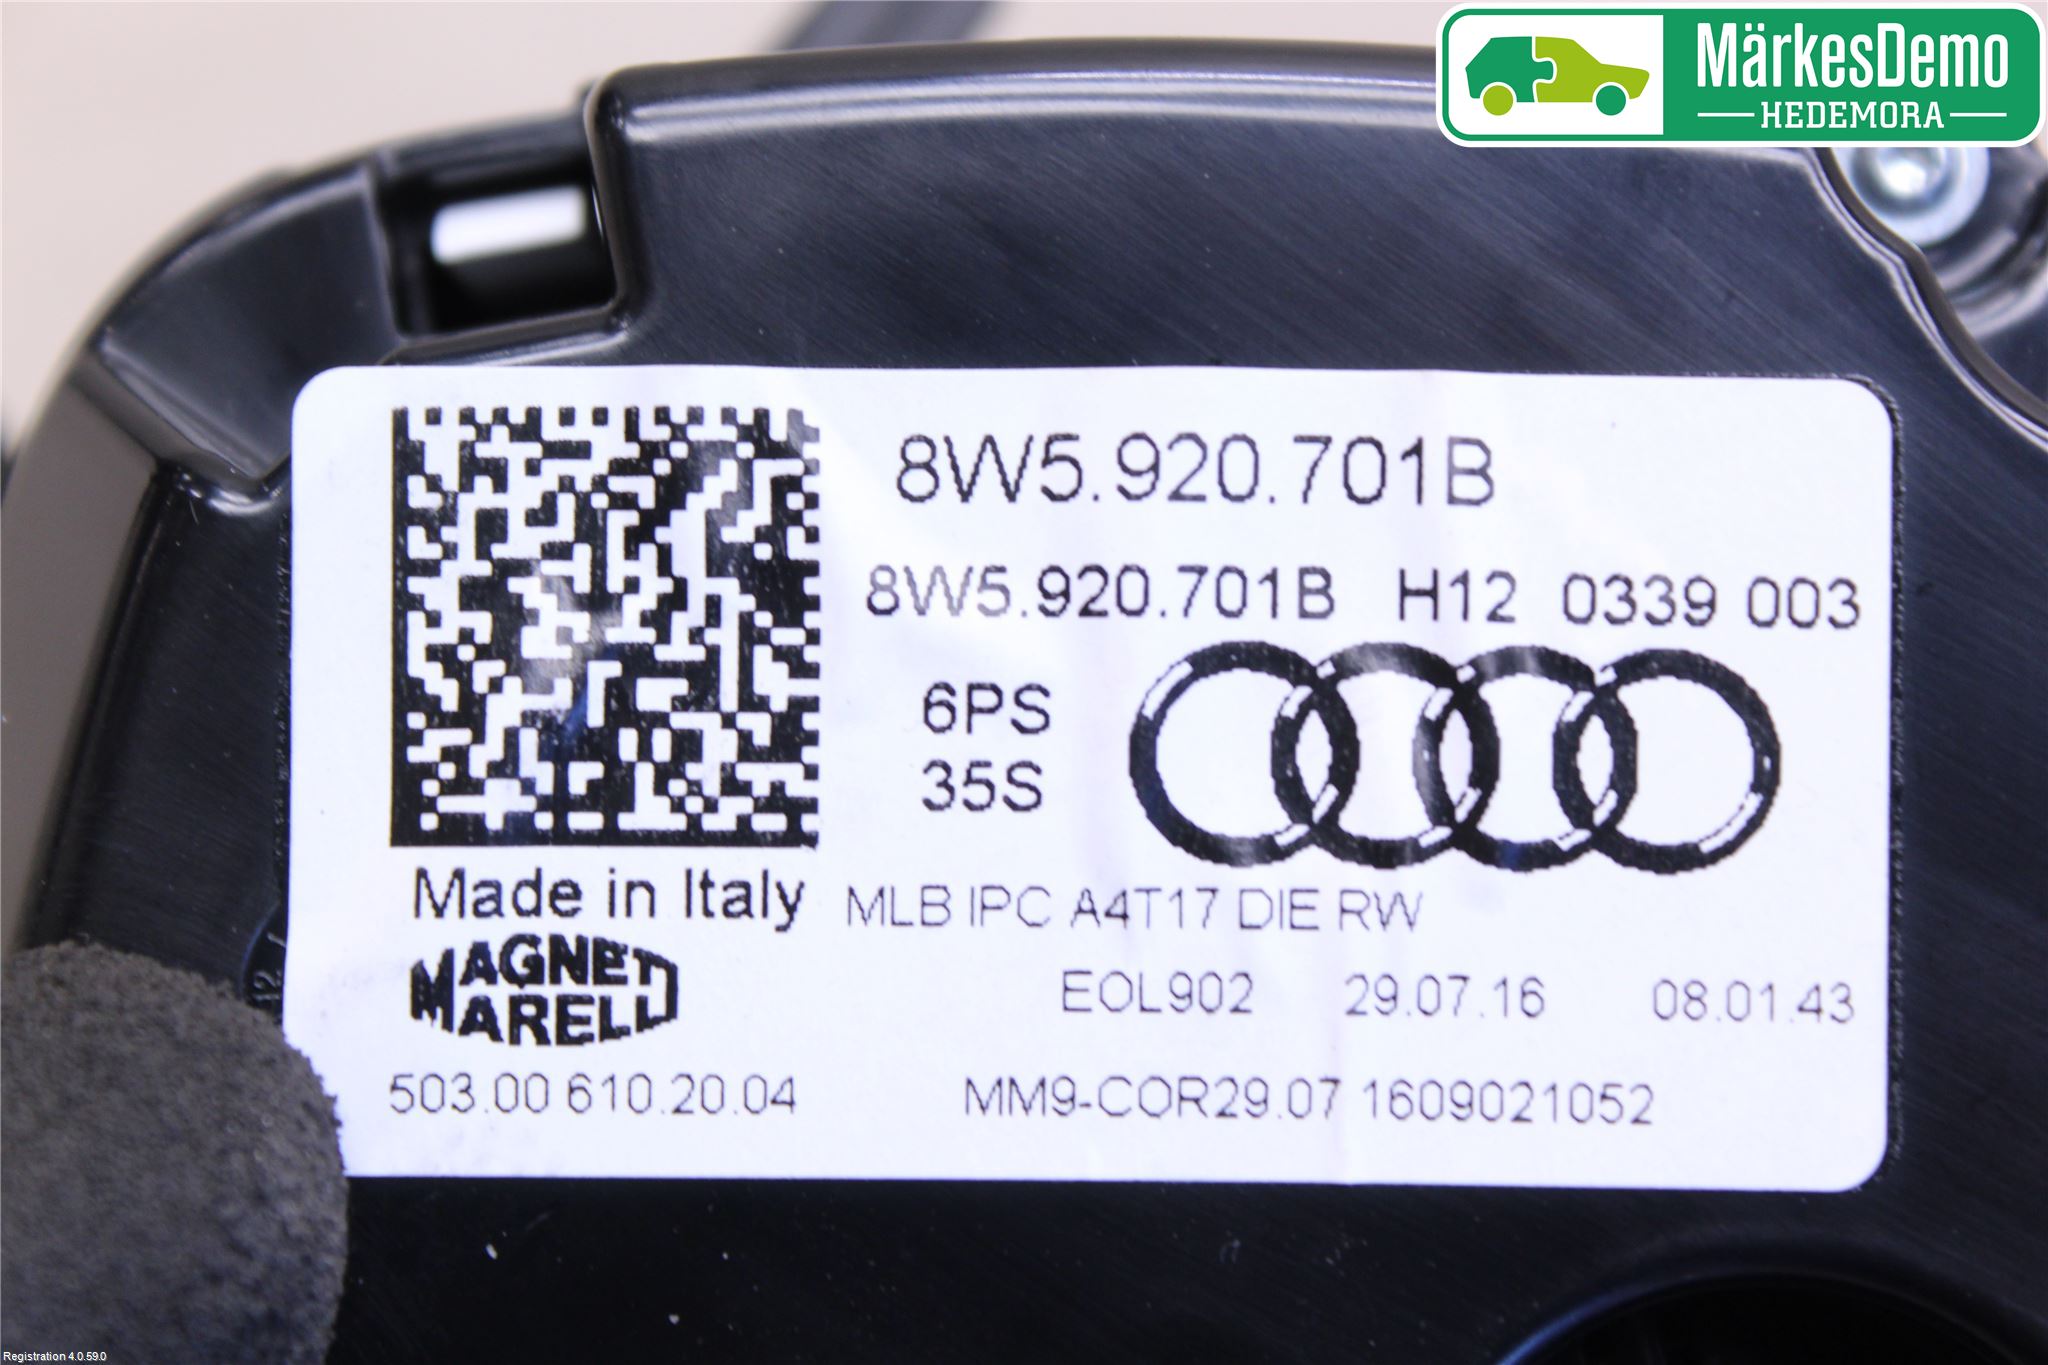 MärkesDemo
HEDEMORA
8W5.920.701B
8W5.920.701B H12 0339 003
6PS
35S
Made in Italy
MLB IPC A4T17 DIE RW
MAGNETI
MARELLI
EOL902 29.07.16 08.01.43
503.00 610.20.04 MM9-COR29.07 1609021052
12
Registration 4.0.59.0